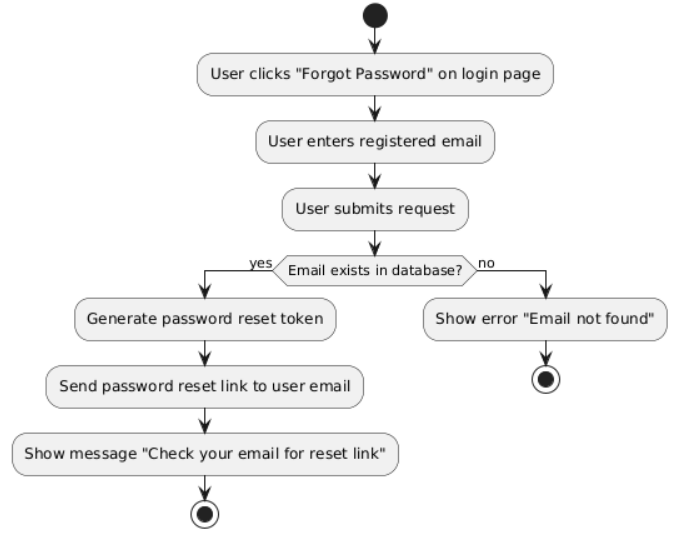 User clicks "Forgot Password" on login page
User enters registered email
User submits request
yes
Email exists in database?
no
Generate password reset token
Show error "Email not found"
Send password reset link to user email
Show message "Check your email for reset link"